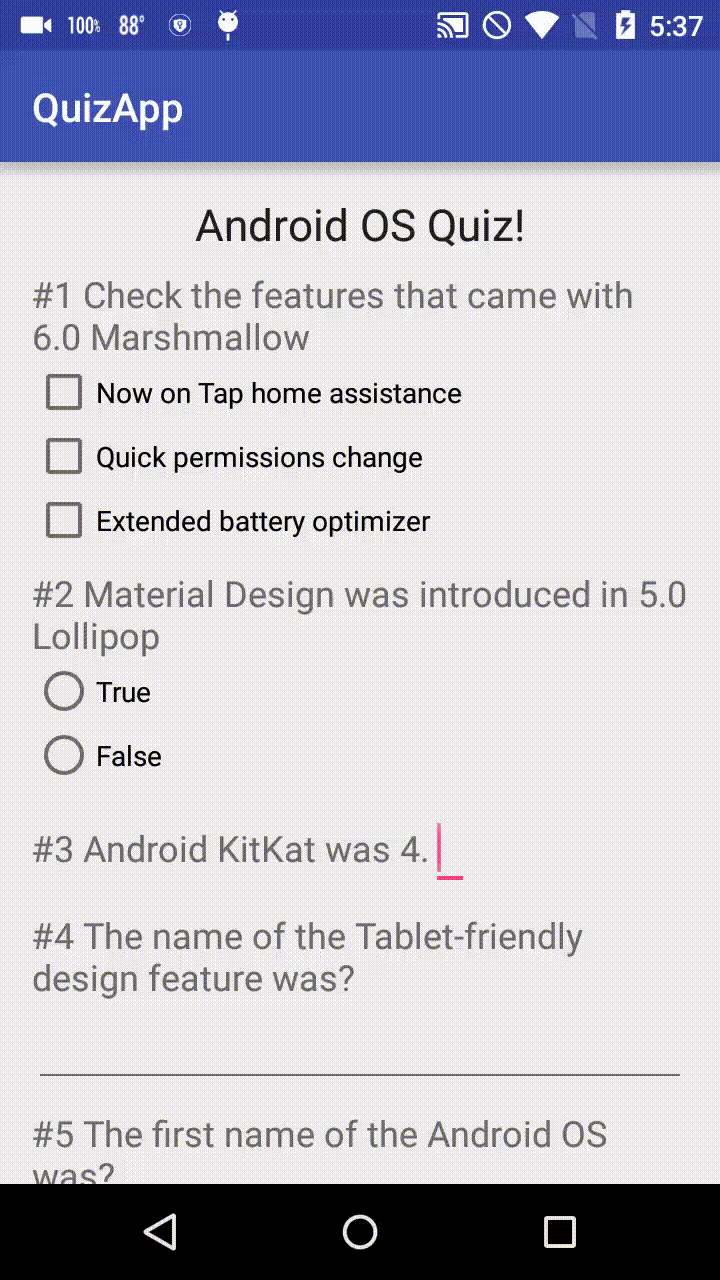 100% 88° 5:37
QuizApp
Android OS Quiz!
#1 Check the features that came with
6.0 Marshmallow
Now on Tap home assistance
Quick permissions change
Extended battery optimizer
#2 Material Design was introduced in 5.0
Lollipop
True
False
#3 Android KitKat was 4.
#4 The name of the Tablet-friendly
design feature was?
#5 The first name of the Android OS
was?